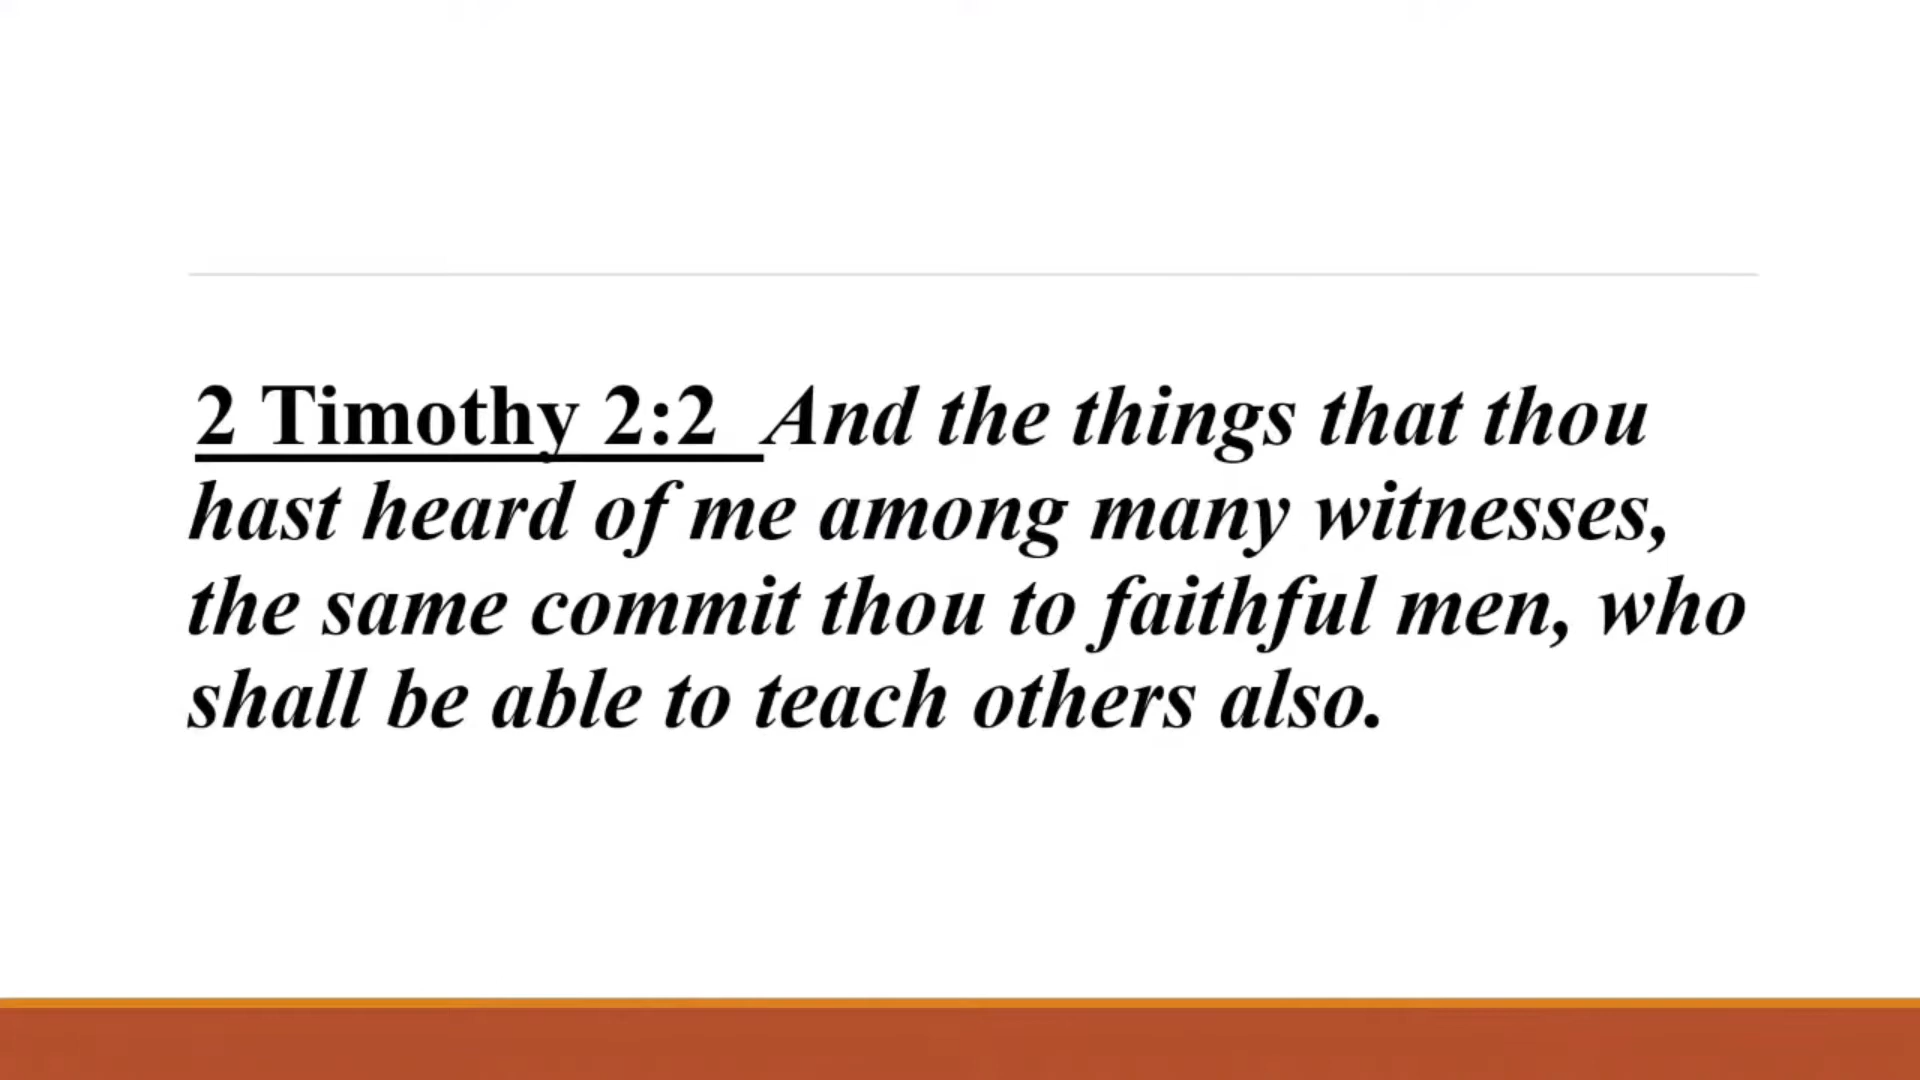 2 Timothy 2:2 And the things that thou
hast heard of me among many witnesses,
the same commit thou to faithful men, who
shall be able to teach others also.